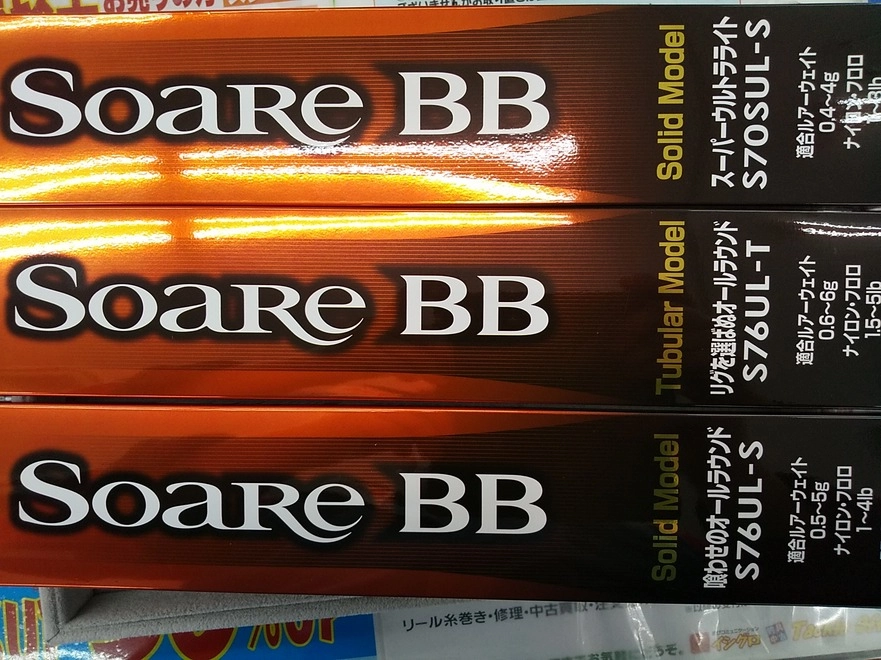 Soare BB
Solid Model
スーパーウルトラライト
S70SUL-S
適合ルアーウェイト
0.4~4g
ナイロン・フロロ
Soare BB
Tubular Model
リグを選ばぬオールラウンド
S76UL-T
適合ルアーウェイト
0.6~6g
ナイロン・フロロ
1.5~5lb
Soare BB
Solid Model
喰わせのオールラウンド
S76UL-S
適合ルアーウェイト
0.5~5g
ナイロン・フロロ
1~4lb
%OFF
リール糸巻き・修理・中古買取・